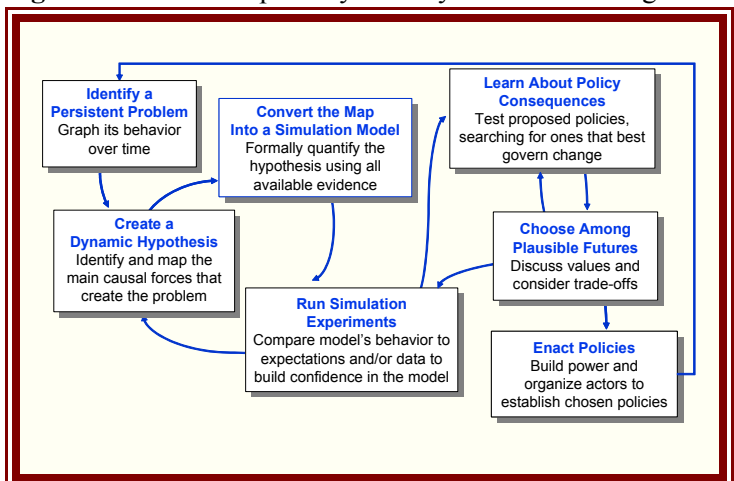 Identify a
Persistent Problem
Graph its behavior
over time
Convert the Map
Into a Simulation Model
Formally quantify the
hypothesis using all
available evidence
Learn About Policy
Consequences
Test proposed policies,
searching for ones that best
govern change
Create a
Dynamic Hypothesis
Identify and map the
main causal forces that
create the problem
Choose Among
Plausible Futures
Discuss values and
consider trade-offs
Run Simulation
Experiments
Compare model's behavior to
expectations and/or data to
build confidence in the model
Enact Policies
Build power and
organize actors to
establish chosen policies